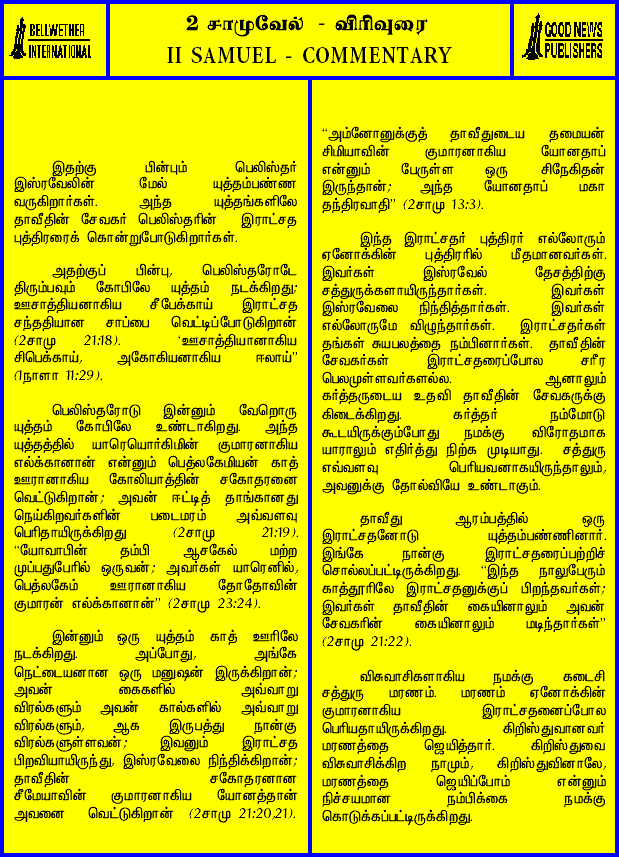 BELLWETHER
INTERNATIONAL
2 சாமுவேல் - விரிவுரை
II SAMUEL - COMMENTARY
GOOD NEWS
PUBLISHERS
இதற்கு பின்பும் பெலிஸ்தர்
இஸ்ரவேலின் மேல் யுத்தம்பண்ண
வருகிறார்கள். அந்த யுத்தங்களிலே
தாவீதின் சேவகர் பெலிஸ்தரின் இராட்சத
புத்திரரைக் கொன்றுபோடுகிறார்கள்.
அதற்குப் பின்பு, பெலிஸ்தரோடே
திரும்பவும் கோபிலே யுத்தம் நடக்கிறது;
ஊசாத்தியனாகிய சீபேக்காய் இராட்சத
சந்ததியான சாப்பை வெட்டிப்போடுகிறான்
(2சாமு 21:18). ‘ஊசாத்தியானாகிய
சிபெக்காய், அகோகியனாகிய ஈலாய்”
(1நாளா 11:29).
பெலிஸ்தரோடு இன்னும் வேறொரு
யுத்தம் கோபிலே உண்டாகிறது. அந்த
யுத்தத்தில் யாரெயொர்கிமின் குமாரனாகிய
எல்க்கானான் என்னும் பெத்லகேமியன் காத்
ஊரானாகிய கோலியாத்தின் சகோதரனை
வெட்டுகிறான்; அவன் ஈட்டித் தாங்கானது
நெய்கிறவர்களின் படைமரம் அவ்வளவு
பெரிதாயிருக்கிறது (2சாமு 21:19).
“யோவாபின் தம்பி ஆசகேல் மற்ற
முப்பதுபேரில் ஒருவன்; அவர்கள் யாரெனில்,
பெத்லகேம் ஊரானாகிய தோதோவின்
குமாரன் எல்க்கானான்” (2சாமு 23:24).
இன்னும் ஒரு யுத்தம் காத் ஊரிலே
நடக்கிறது. அப்போது, அங்கே
நெட்டையனான ஒரு மனுஷன் இருக்கிறான்;
அவன் கைகளில் அவ்வாறு
விரல்களும் அவன் கால்களில் அவ்வாறு
விரல்களும், ஆக இருபத்து நான்கு
விரல்களுள்ளவன்; இவனும் இராட்சத
பிறவியாயிருந்து, இஸ்ரவேலை நிந்திக்கிறான்;
தாவீதின் சகோதரனான
சீமேயாவின் குமாரனாகிய யோனத்தான்
அவனை வெட்டுகிறான் (2சாமு 21:20,21).
“அம்னோனுக்குத் தாவீதுடைய தமையன்
சிமியாவின் குமாரனாகிய யோனதாப்
என்னும் பேருள்ள ஒரு சிநேகிதன்
இருந்தான்; அந்த யோனதாப் மகா
தந்திரவாதி” (2சாமு 13:3).
இந்த இராட்சதர் புத்திரர் எல்லோரும்
ஏனோக்கின் புத்திரரில் மீதமானவர்கள்.
இவர்கள் இஸ்ரவேல் தேசத்திற்கு
சத்துருக்களாயிருந்தார்கள். இவர்கள்
இஸ்ரவேலை நிந்தித்தார்கள். இவர்கள்
எல்லோருமே விழுந்தார்கள். இராட்சதர்கள்
தங்கள் சுயபலத்தை நம்பினார்கள். தாவீதின்
சேவகர்கள் இராட்சதரைப்போல சரீர
பெலமுள்ளவர்களல்ல. ஆனாலும்
கர்த்தருடைய உதவி தாவீதின் சேவகருக்கு
கிடைக்கிறது. கர்த்தர் நம்மோடு
கூடயிருக்கும்போது நமக்கு விரோதமாக
யாராலும் எதிர்த்து நிற்க முடியாது. சத்துரு
எவ்வளவு பெரியவனாகயிருந்தாலும்,
அவனுக்கு தோல்வியே உண்டாகும்.
தாவீது ஆரம்பத்தில் ஒரு
இராட்சதனோடு யுத்தம்பண்ணினார்.
இங்கே நான்கு இராட்சதரைப்பற்றிச்
சொல்லப்பட்டிருக்கிறது. “இந்த நாலுபேரும்
காத்தூரிலே இராட்சதனுக்குப் பிறந்தவர்கள்;
இவர்கள் தாவீதின் கையினாலும் அவன்
சேவகரின் கையினாலும் மடிந்தார்கள்”
(2சாமு 21:22).
விசுவாசிகளாகிய நமக்கு கடைசி
சத்துரு மரணம். மரணம் ஏனோக்கின்
குமாரனாகிய இராட்சதனைப்போல
பெரியதாயிருக்கிறது. கிறிஸ்துவானவர்
மரணத்தை ஜெயித்தார். கிறிஸ்துவை
விசுவாசிக்கிற நாமும், கிறிஸ்துவினாலே,
மரணத்தை ஜெயிப்போம் என்னும்
நிச்சயமான நம்பிக்கை நமக்கு
கொடுக்கப்பட்டிருக்கிறது.